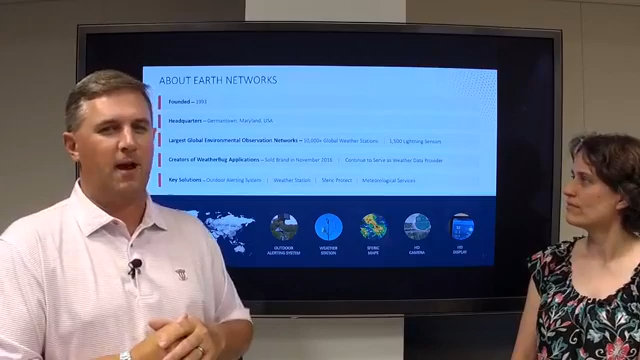 ABOUT EARTH NETWORKS
Founded – 1993
Headquarters – Germantown, Maryland, USA
Largest Global Environmental Observation Networks – 10,000+ Global Weather Stations | 1,500 Lightning Sensors
Creators of WeatherBug Applications – Sold Brand in November 2016 | Continue to Serve as Weather Data Provider
Key Solutions – Outdoor Alerting System | Weather Station | Sferic Protect | Meteorological Services
OUTDOOR ALERTING SYSTEM
WEATHER STATION
SFERIC MAPS
HD CAMERA
HD DISPLAY